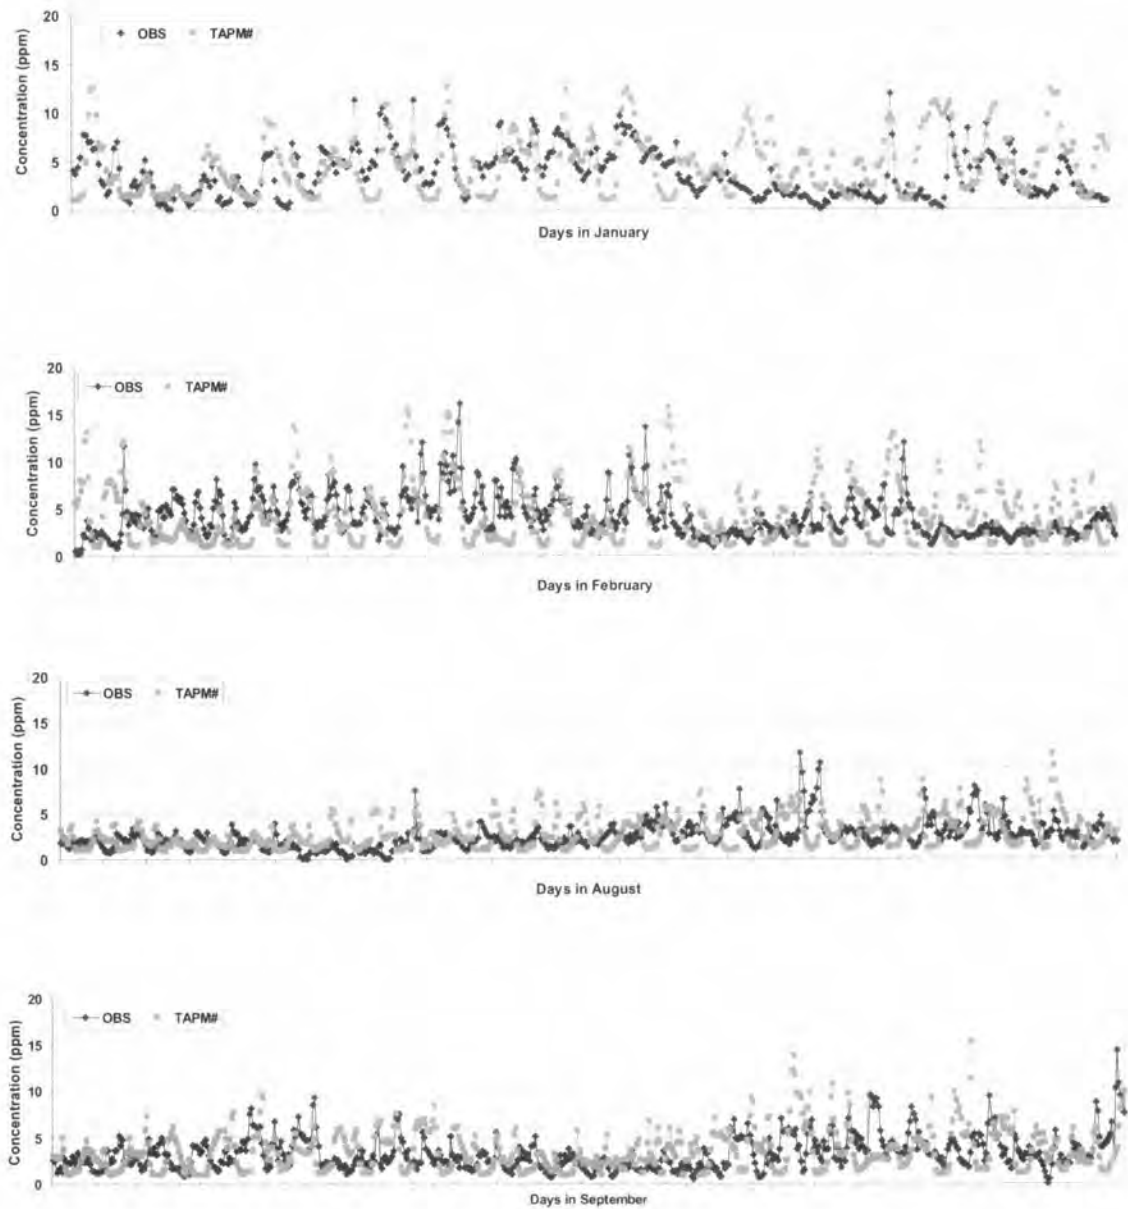 20
OBS TAPM#
15
10
5
0
Concentration (ppm)
Days in January
20
OBS TAPM#
15
10
5
0
Concentration (ppm)
Days in February
20
OBS TAPM#
15
10
5
0
Concentration (ppm)
Days in August
20
OBS TAPM#
15
10
5
0
Concentration (ppm)
Days in September